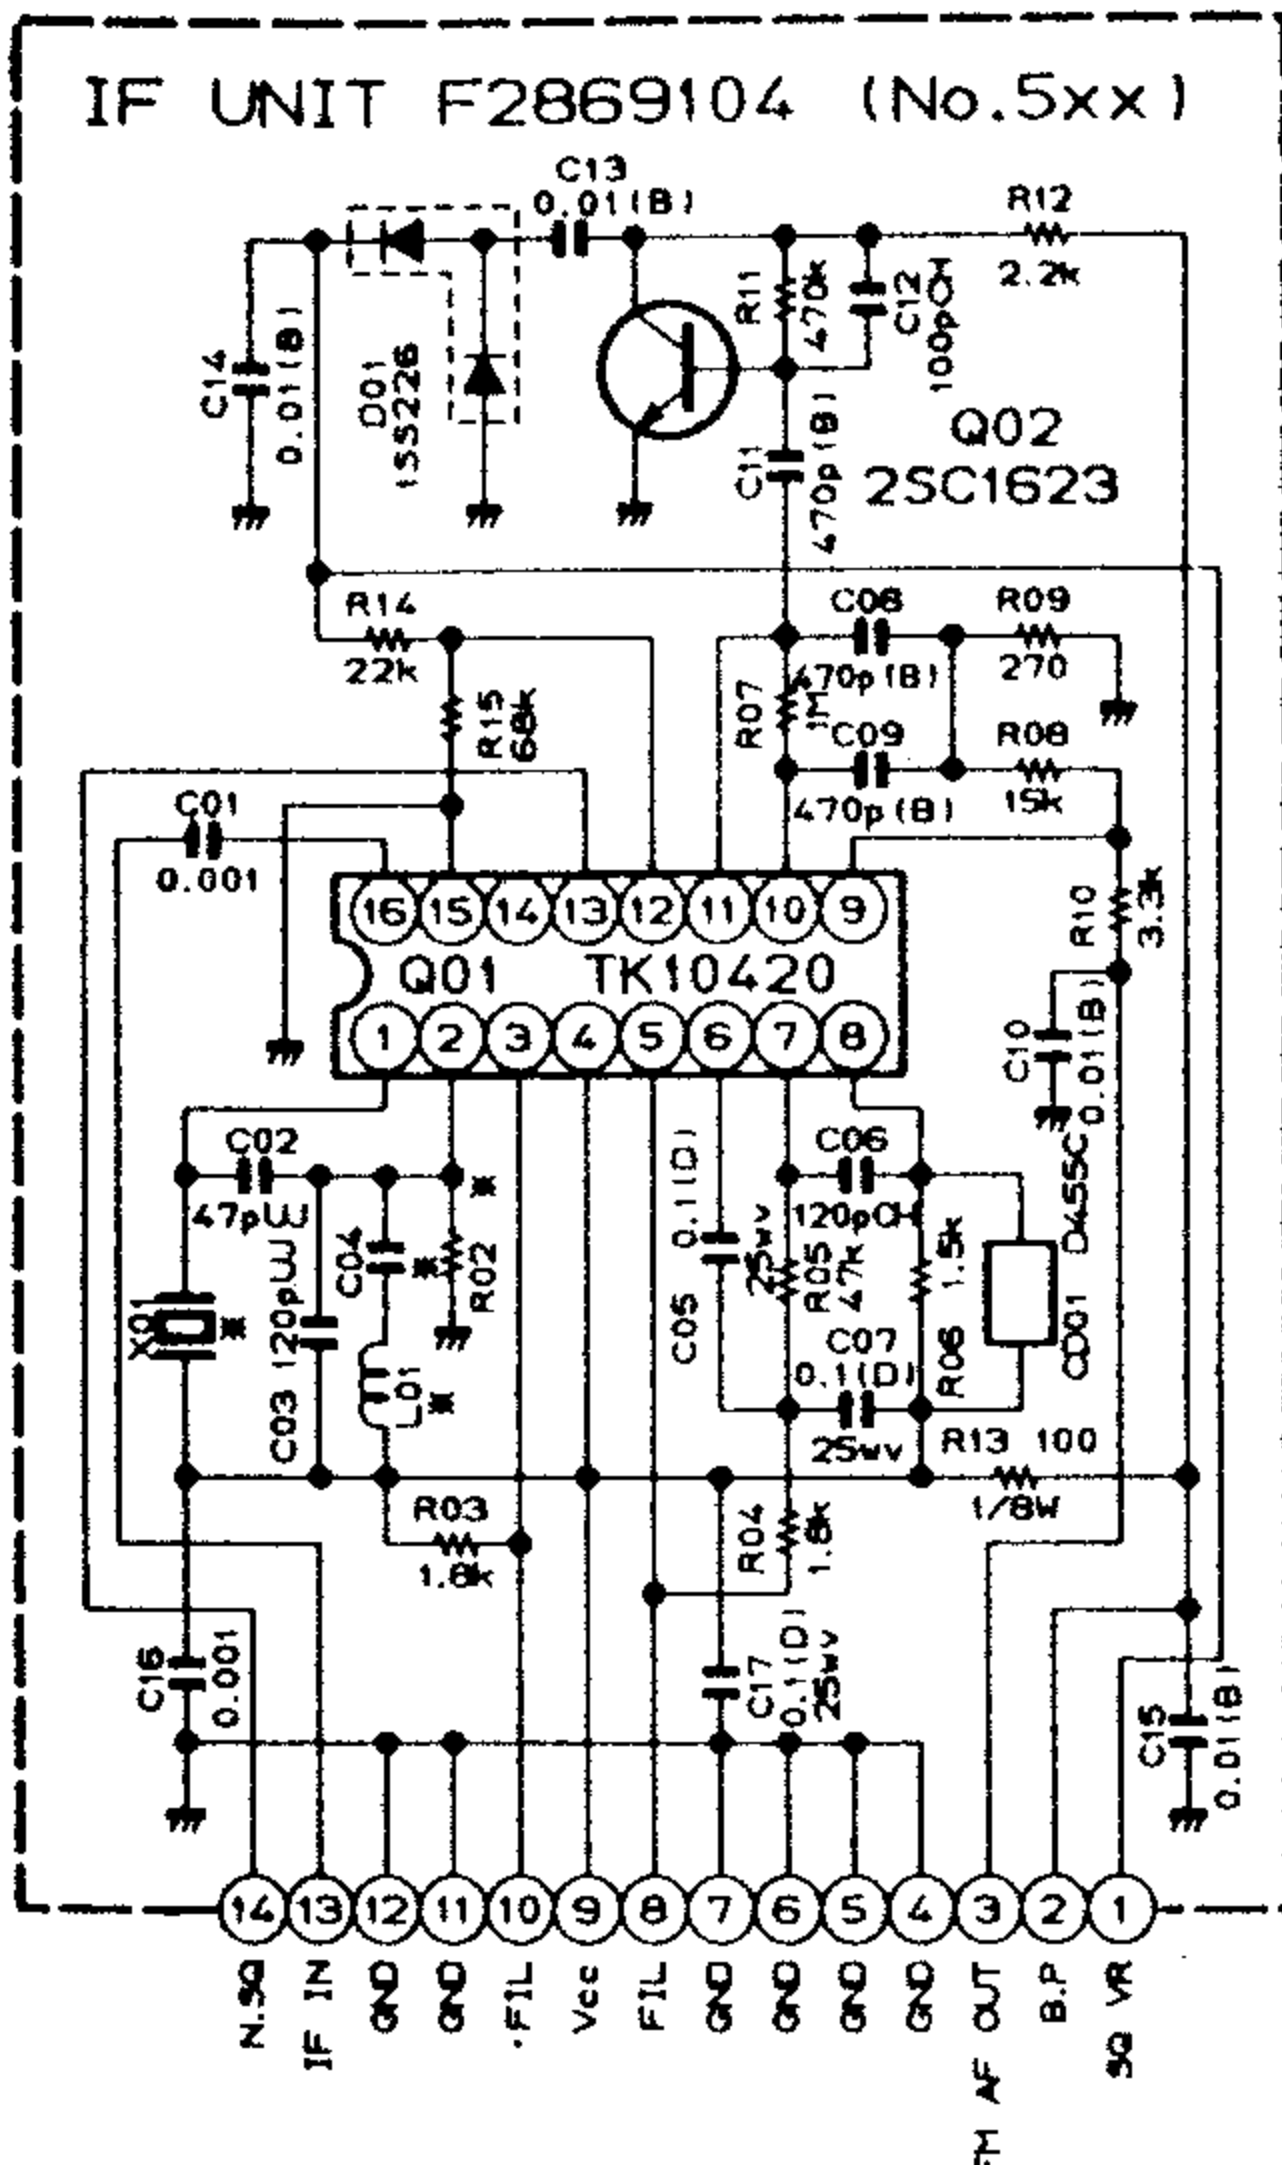 IF UNIT F2869104 (No.5xx)
C13
0.01(B)
R12
2.2k
R11
470k
C12
100pCH
C14
0.01(B)
D01
1SS226
Q02
2SC1623
C11
470p(B)
R14
22k
C08
470p(B)
R09
270
R15
68k
R07
1M
C09
470p(B)
R08
15k
C01
0.001
R10
3.3k
16 15 14 13 12 11 10 9
Q01 TK10420
1 2 3 4 5 6 7 8
C10
0.01(B)
C02
47pUJ
C03 120pUJ
C04
※
※
R02
X01
※
L01
※
C05
0.1(D)
25wv
C06
120pCH
R05
47k
R06
1.5k
CD01 D455C
C07
0.1(D)
25wv
R13 100
1/8W
R03
1.8k
R04
1.8k
C16
0.001
C17
0.1(D)
25wv
C15
0.01(B)
14 13 12 11 10 9 8 7 6 5 4 3 2 1
N.SQ
IF IN
GND
GND
.FIL
Vcc
FIL
GND
GND
GND
GND
FM AF OUT
B.P
SQ VR